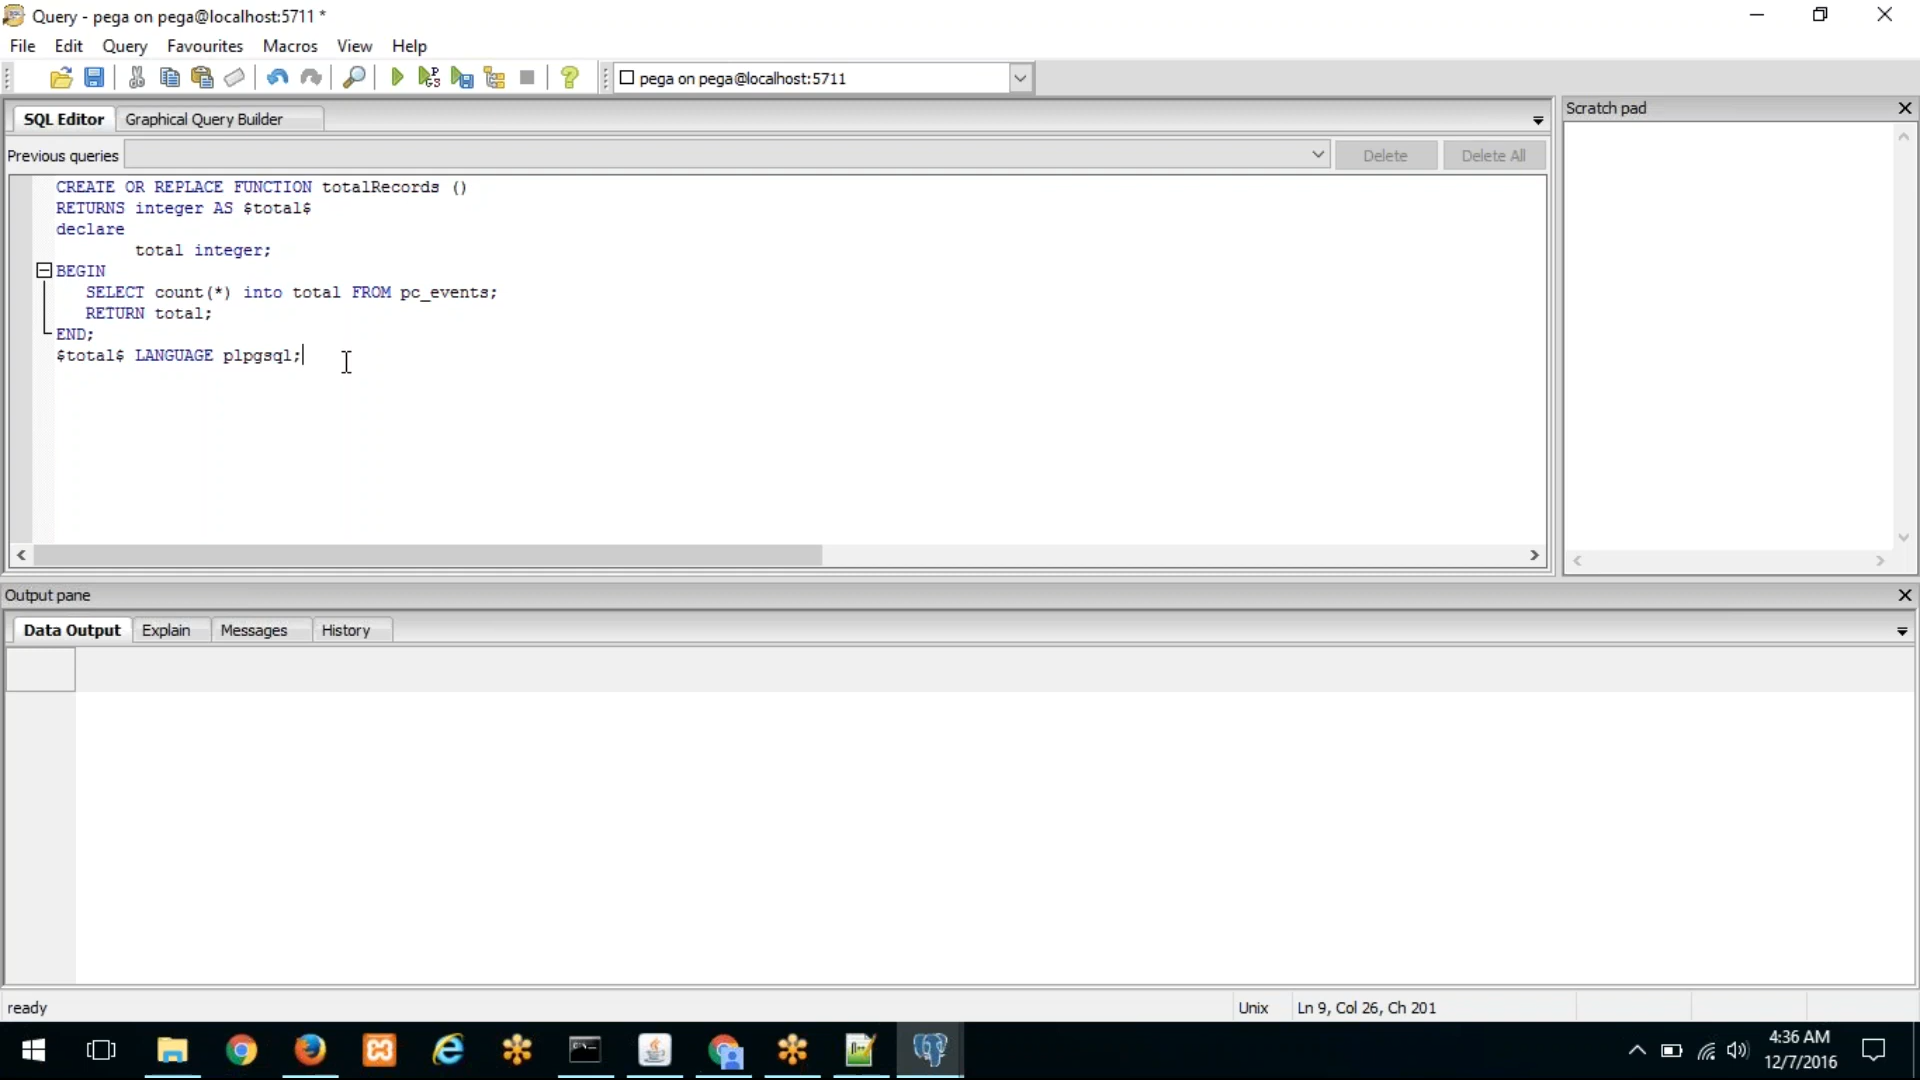 Query - pega on pega@localhost:5711 *
File Edit Query Favourites Macros View Help
pega on pega@localhost:5711
SQL Editor Graphical Query Builder
Scratch pad
Previous queries
Delete Delete All
CREATE OR REPLACE FUNCTION totalRecords ()
RETURNS integer AS $total$
declare
total integer;
BEGIN
SELECT count(*) into total FROM pc_events;
RETURN total;
END;
$total$ LANGUAGE plpgsql;
Output pane
Data Output Explain Messages History
ready
Unix
Ln 9, Col 26, Ch 201
4:36 AM
12/7/2016